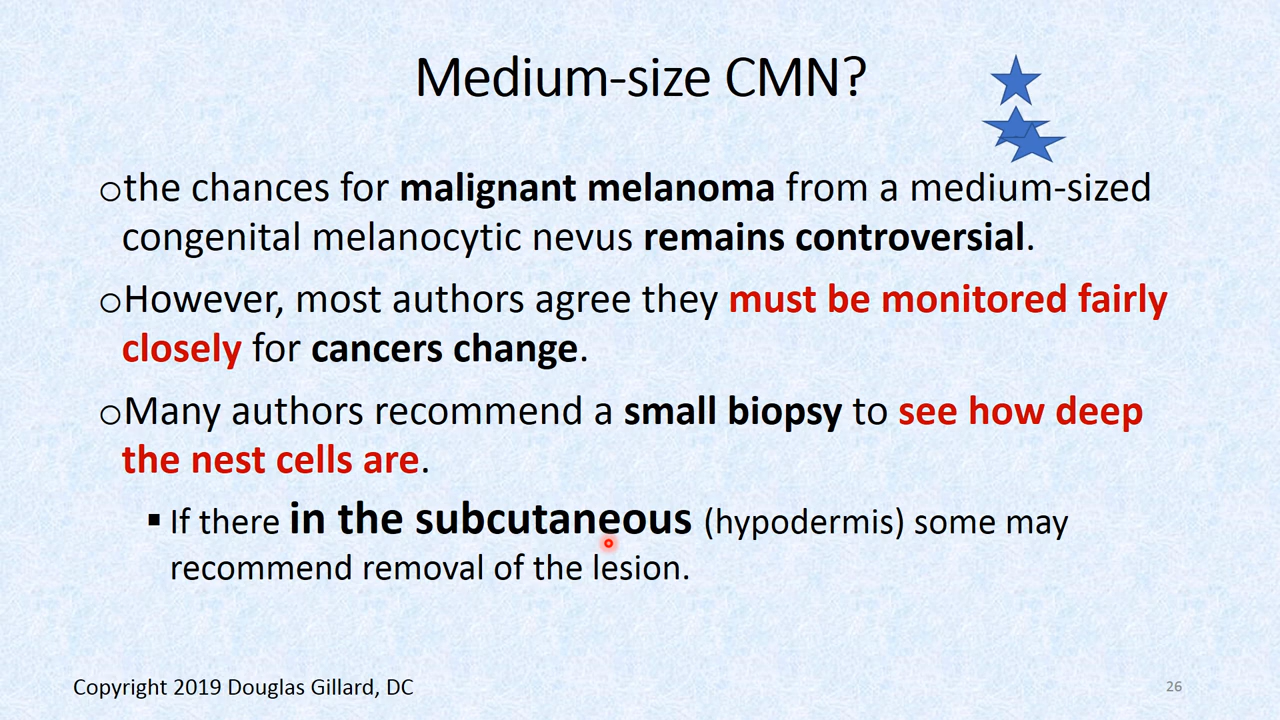 Medium-size CMN?
othe chances for malignant melanoma from a medium-sized
congenital melanocytic nevus remains controversial.
oHowever, most authors agree they must be monitored fairly
closely for cancers change.
oMany authors recommend a small biopsy to see how deep
the nest cells are.
▪ If there in the subcutaneous (hypodermis) some may
recommend removal of the lesion.
Copyright 2019 Douglas Gillard, DC
26